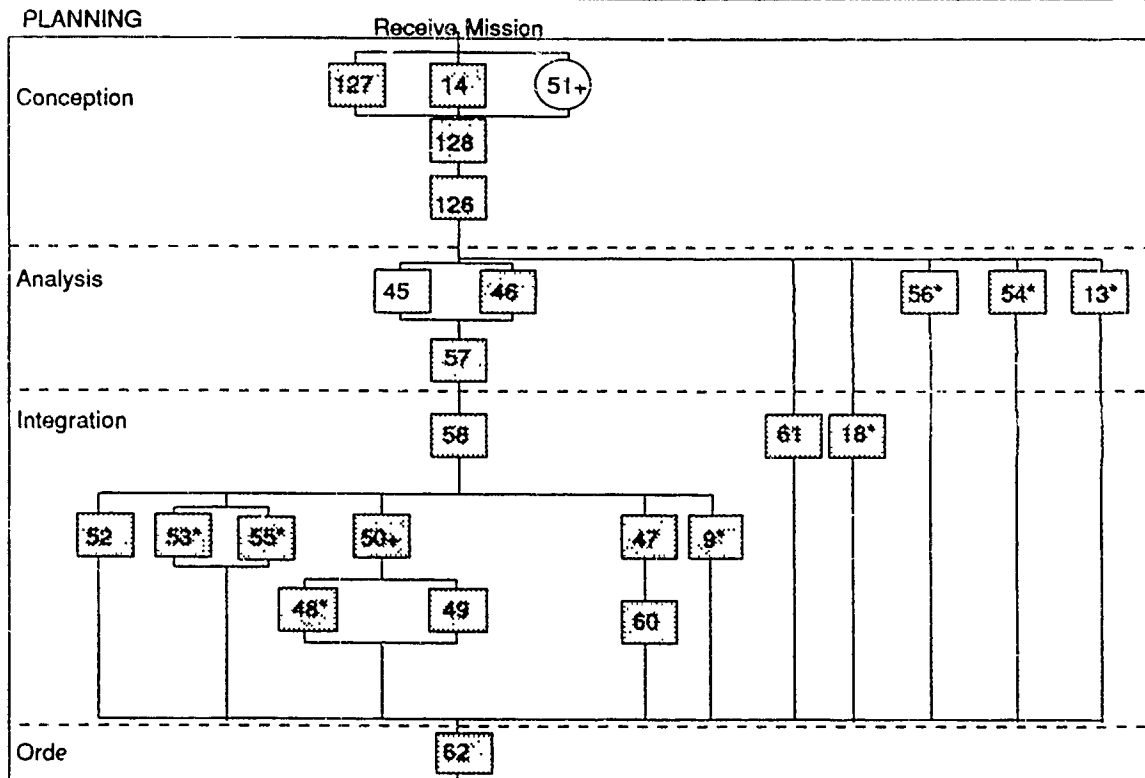 PLANNING
Receive Mission
Conception
127 14 51+
128
126
Analysis
45 46 56* 54* 13*
57
Integration
58 61 18*
52 53* 55* 50+ 47 9*
48* 49 60
Orde
62